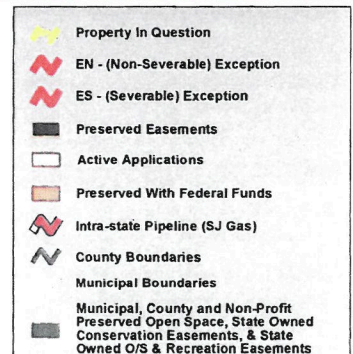 Property In Question
EN - (Non-Severable) Exception
ES - (Severable) Exception
Preserved Easements
Active Applications
Preserved With Federal Funds
Intra-state Pipeline (SJ Gas)
County Boundaries
Municipal Boundaries
Municipal, County and Non-Profit
Preserved Open Space, State Owned
Conservation Easements, & State
Owned O/S & Recreation Easements